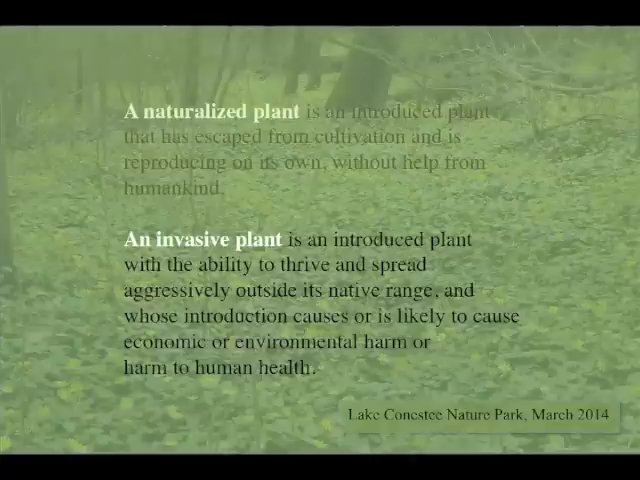 A naturalized plant is an introduced plant
that has escaped from cultivation and is
reproducing on its own, without help from
humankind.
An invasive plant is an introduced plant
with the ability to thrive and spread
aggressively outside its native range, and
whose introduction causes or is likely to cause
economic or environmental harm or
harm to human health.
Lake Conestee Nature Park, March 2014